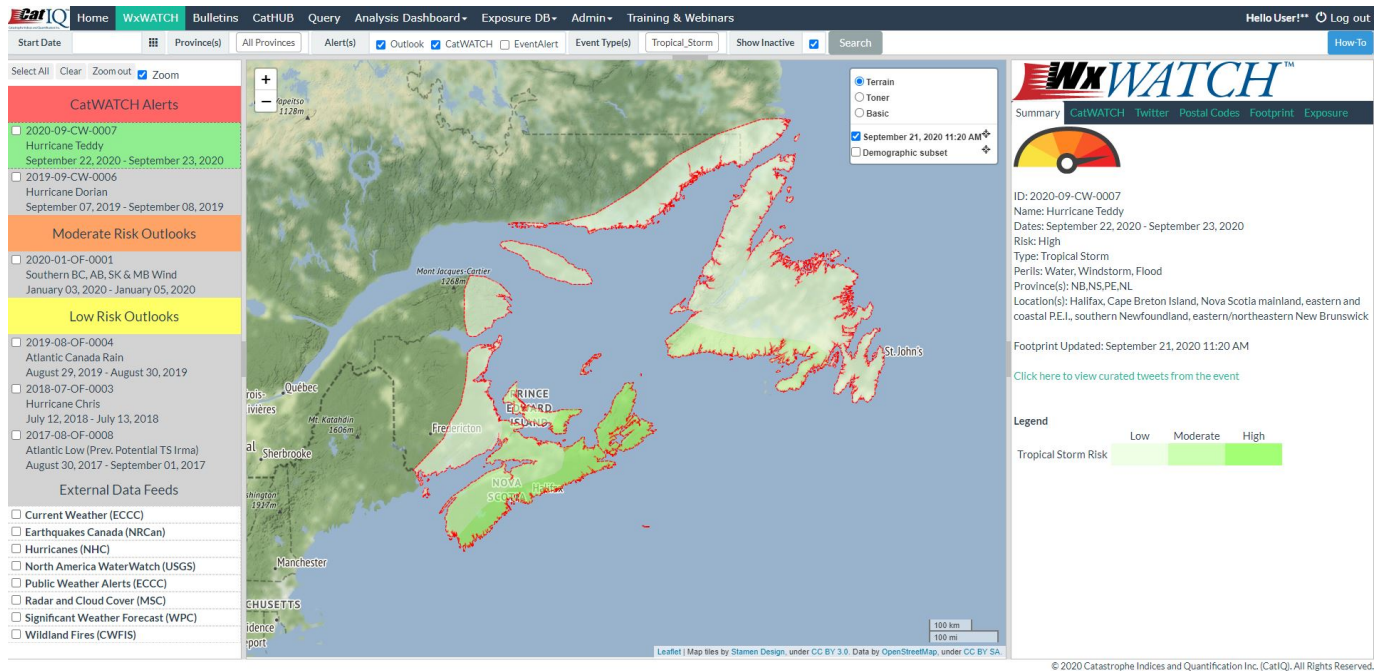 CatIQ Home WxWATCH Bulletins CatHUB Query Analysis Dashboard Exposure DB Admin Training & Webinars Hello User!** Log out
Start Date Province(s) All Provinces Alert(s) Outlook CatWATCH EventAlert Event Type(s) Tropical_Storm Show Inactive Search How-To
Select All Clear Zoom out Zoom
CatWATCH Alerts
2020-09-CW-0007
Hurricane Teddy
September 22, 2020 - September 23, 2020
2019-09-CW-0006
Hurricane Dorian
September 07, 2019 - September 08, 2019
Moderate Risk Outlooks
2020-01-OF-0001
Southern BC, AB, SK & MB Wind
January 03, 2020 - January 05, 2020
Low Risk Outlooks
2019-08-OF-0004
Atlantic Canada Rain
August 29, 2019 - August 30, 2019
2018-07-OF-0003
Hurricane Chris
July 12, 2018 - July 13, 2018
2017-08-OF-0008
Atlantic Low (Prev. Potential TS Irma)
August 30, 2017 - September 01, 2017
External Data Feeds
Current Weather (ECCC)
Earthquakes Canada (NRCan)
Hurricanes (NHC)
North America WaterWatch (USGS)
Public Weather Alerts (ECCC)
Radar and Cloud Cover (MSC)
Significant Weather Forecast (WPC)
Wildland Fires (CWFIS)
+
−
1128m
Terrain
Toner
Basic
September 21, 2020 11:20 AM
Demographic subset
Mont Jacques-Cartier
1268m
St. John's
Québec
rois-
ivières
PRINCE
EDWARD
ISLAND
Mt. Katahdin
1606m
Fredericton
al
Sherbrooke
NOVA
SCOTIA
Halifax
hington
1917m
Manchester
CHUSETTS
idence
port
100 km
100 mi
Leaflet | Map tiles by Stamen Design, under CC BY 3.0. Data by OpenStreetMap, under CC BY SA.
WxWATCH™
Summary CatWATCH Twitter Postal Codes Footprint Exposure
ID: 2020-09-CW-0007
Name: Hurricane Teddy
Dates: September 22, 2020 - September 23, 2020
Risk: High
Type: Tropical Storm
Perils: Water, Windstorm, Flood
Province(s): NB,NS,PE,NL
Location(s): Halifax, Cape Breton Island, Nova Scotia mainland, eastern and
coastal P.E.I., southern Newfoundland, eastern/northeastern New Brunswick
Footprint Updated: September 21, 2020 11:20 AM
Click here to view curated tweets from the event
Legend
Low Moderate High
Tropical Storm Risk
© 2020 Catastrophe Indices and Quantification Inc. (CatIQ). All Rights Reserved.